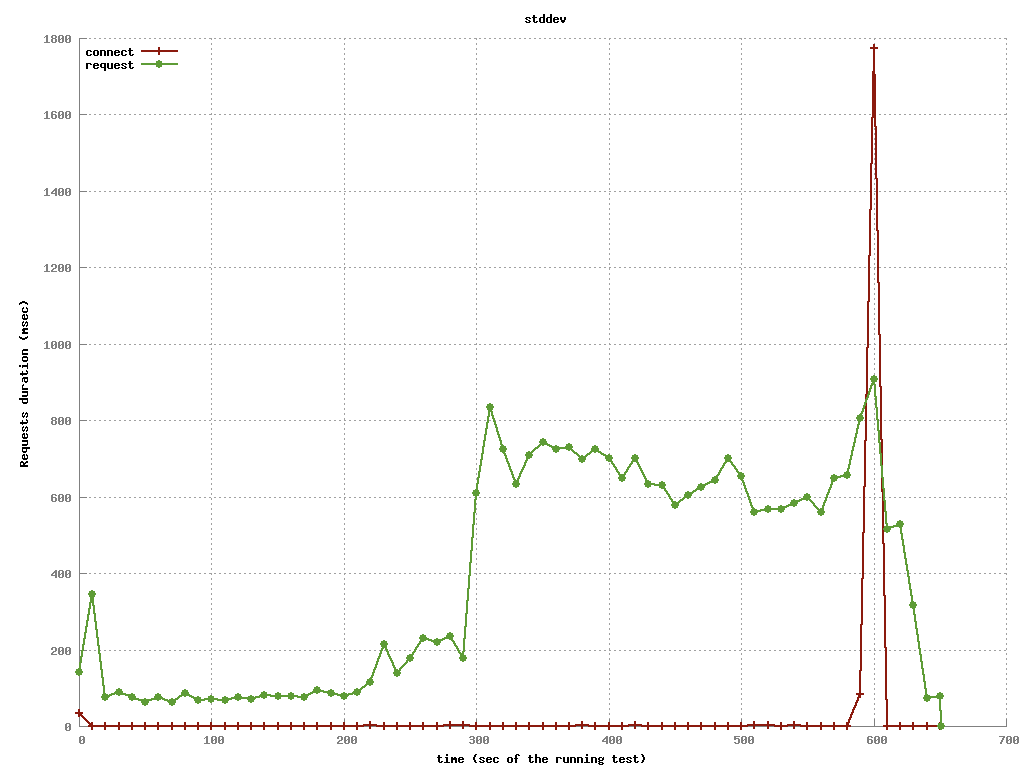 stddev
connect
request
1800
1600
1400
1200
1000
800
600
400
200
0
Requests duration (msec)
0 100 200 300 400 500 600 700
time (sec of the running test)